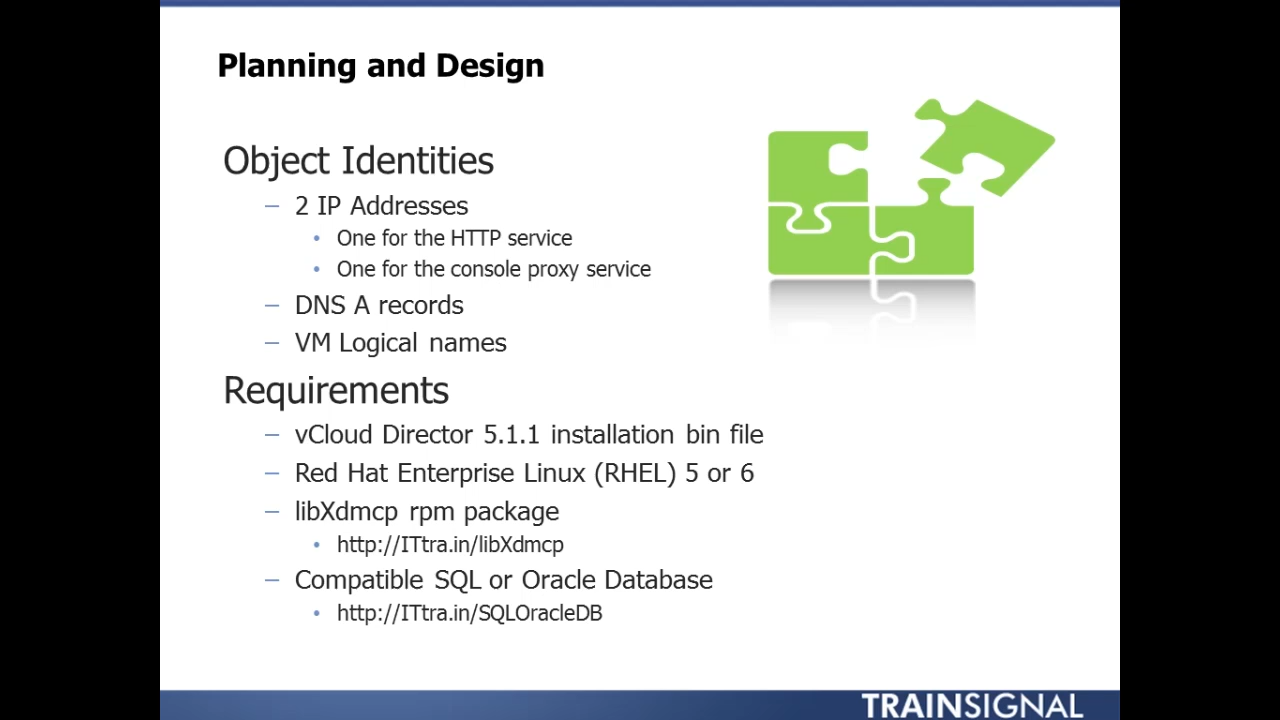 Planning and Design
Object Identities
– 2 IP Addresses
• One for the HTTP service
• One for the console proxy service
– DNS A records
– VM Logical names
Requirements
– vCloud Director 5.1.1 installation bin file
– Red Hat Enterprise Linux (RHEL) 5 or 6
– libXdmcp rpm package
• http://ITtra.in/libXdmcp
– Compatible SQL or Oracle Database
• http://ITtra.in/SQLOracleDB
TRAINSIGNAL